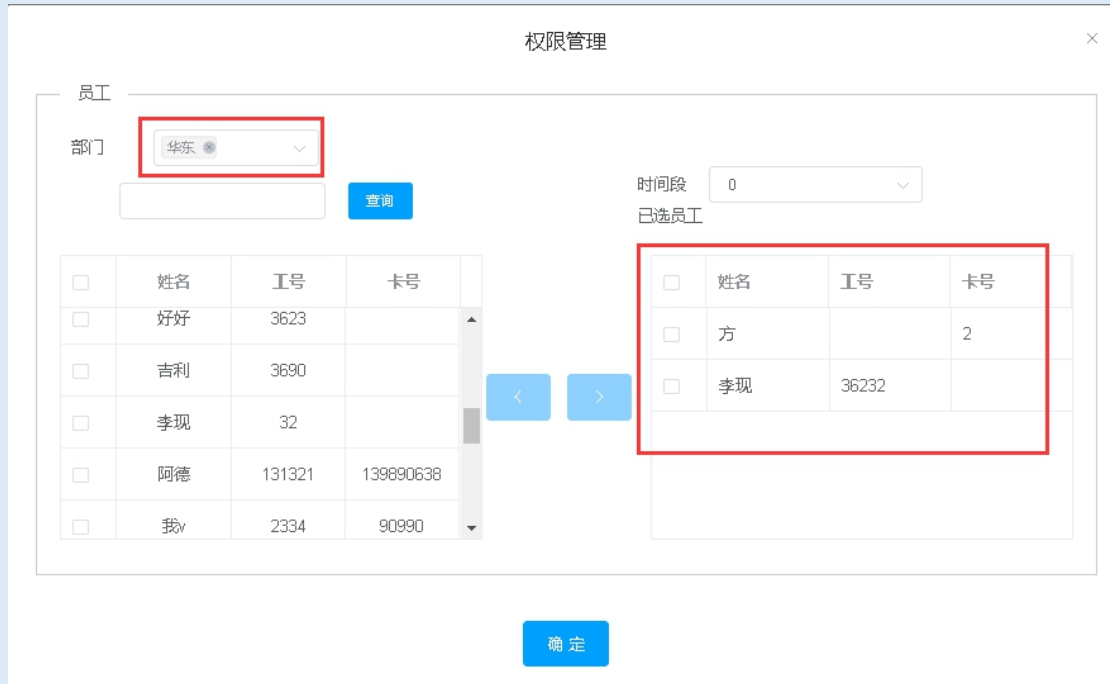 权限管理
员工
部门 华东
查询
时间段 0
已选员工
姓名 工号 卡号
好好 3623
吉利 3690
李现 32
阿德 131321 139890638
我v 2334 90990
姓名 工号 卡号
方 2
李现 36232
确定